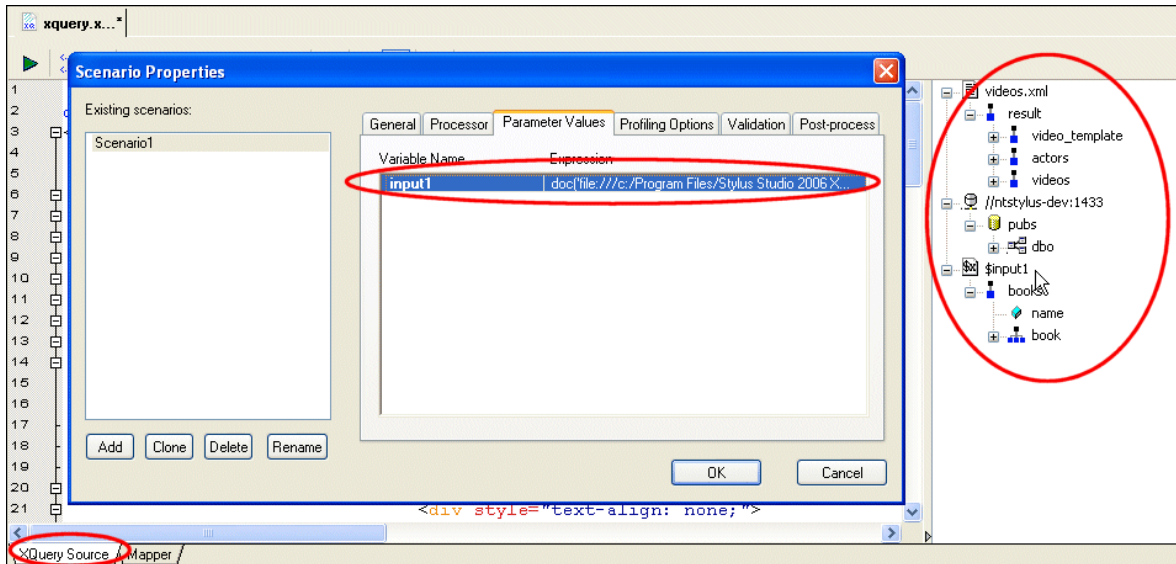 xquery.x...*
Scenario Properties
Existing scenarios:
Scenario1
General Processor Parameter Values Profiling Options Validation Post-process
Variable Name Expression
input1 doc('file:///c:/Program Files/Stylus Studio 2006 X...
Add Clone Delete Rename
OK Cancel
1
2
3
4
5
6
7
8
9
10
11
12
13
14
15
16
17
18
19
20
21
<div style="text-align: none;">
videos.xml
result
video_template
actors
videos
//ntstylus-dev:1433
pubs
dbo
$input1
books
name
book
XQuery Source Mapper